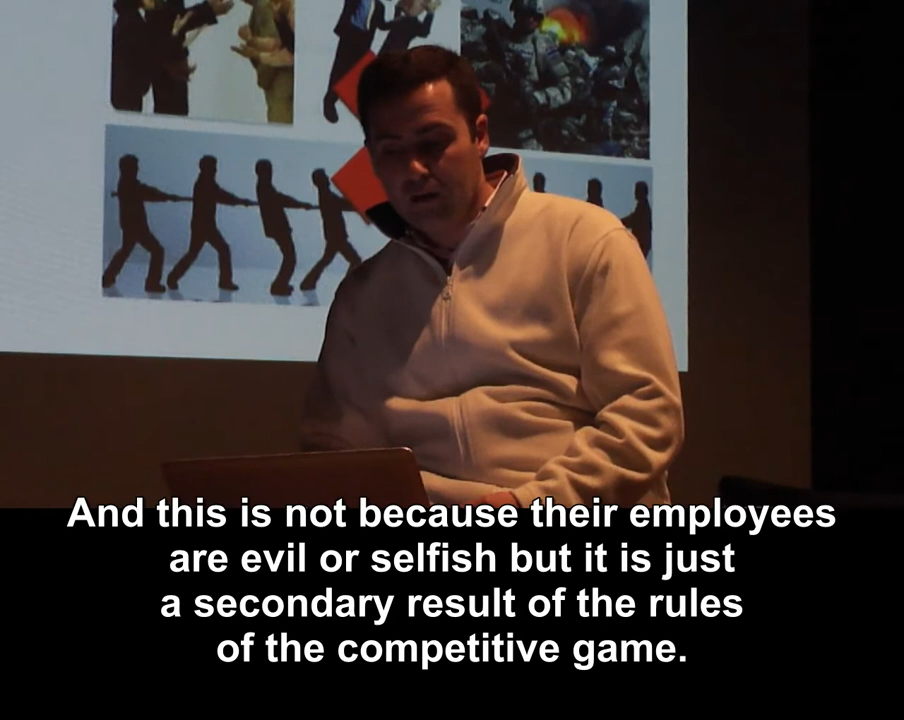 And this is not because their employees
are evil or selfish but it is just
a secondary result of the rules
of the competitive game.